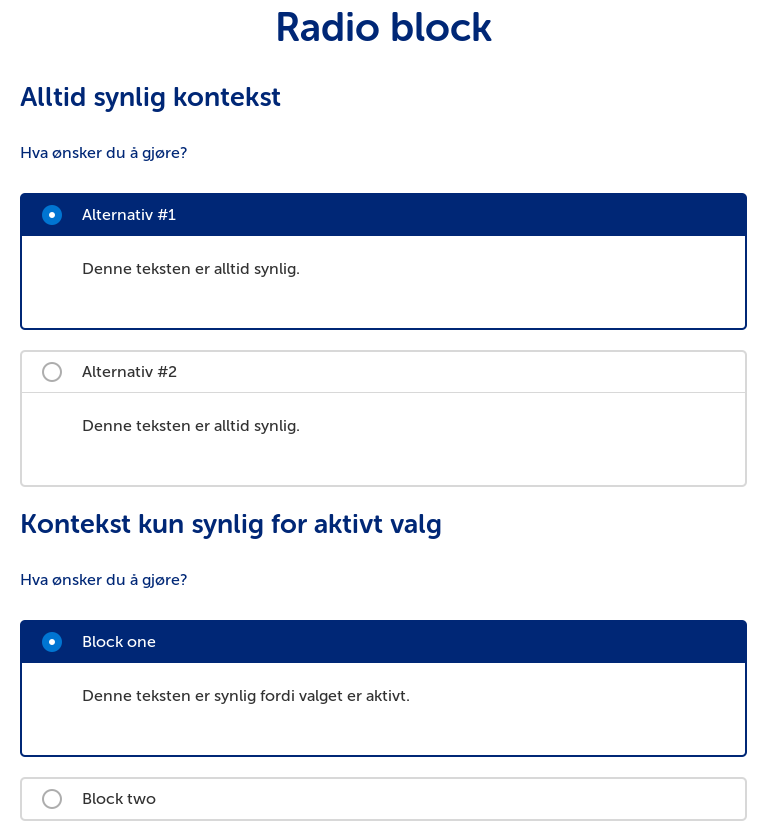 Radio block
Alltid synlig kontekst
Hva ønsker du å gjøre?
Alternativ #1
Denne teksten er alltid synlig.
Alternativ #2
Denne teksten er alltid synlig.
Kontekst kun synlig for aktivt valg
Hva ønsker du å gjøre?
Block one
Denne teksten er synlig fordi valget er aktivt.
Block two